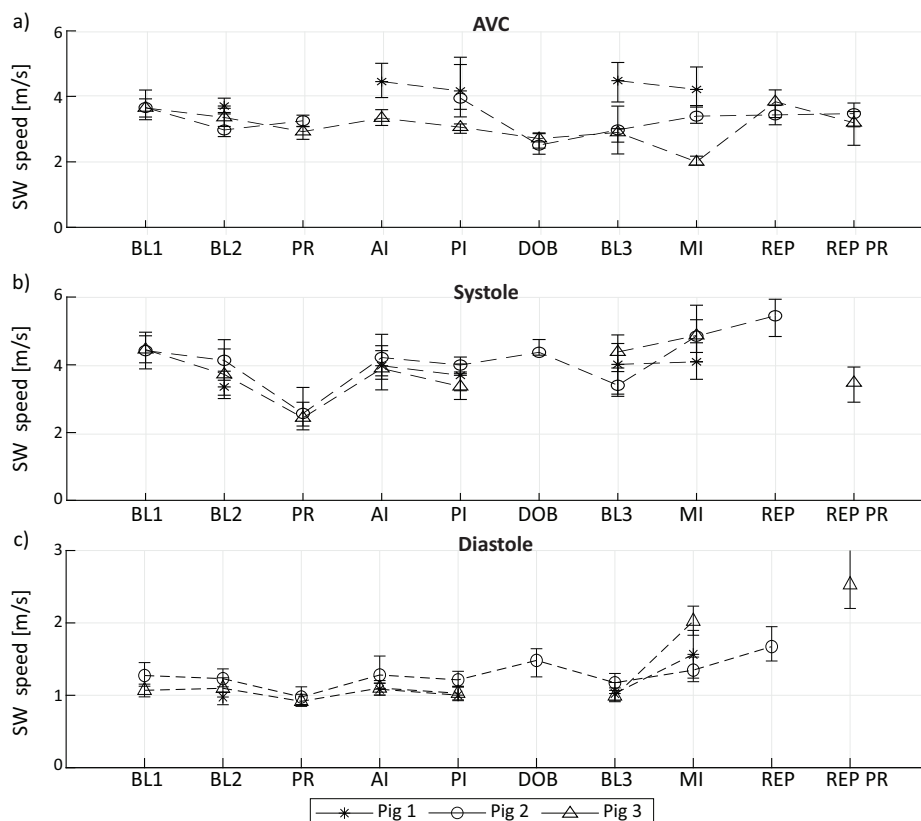 a)
AVC
6
4
2
0
SW speed [m/s]
BL1 BL2 PR AI PI DOB BL3 MI REP REP PR
b)
Systole
6
4
2
0
SW speed [m/s]
BL1 BL2 PR AI PI DOB BL3 MI REP REP PR
c)
Diastole
3
2
1
0
SW speed [m/s]
BL1 BL2 PR AI PI DOB BL3 MI REP REP PR
Pig 1 Pig 2 Pig 3